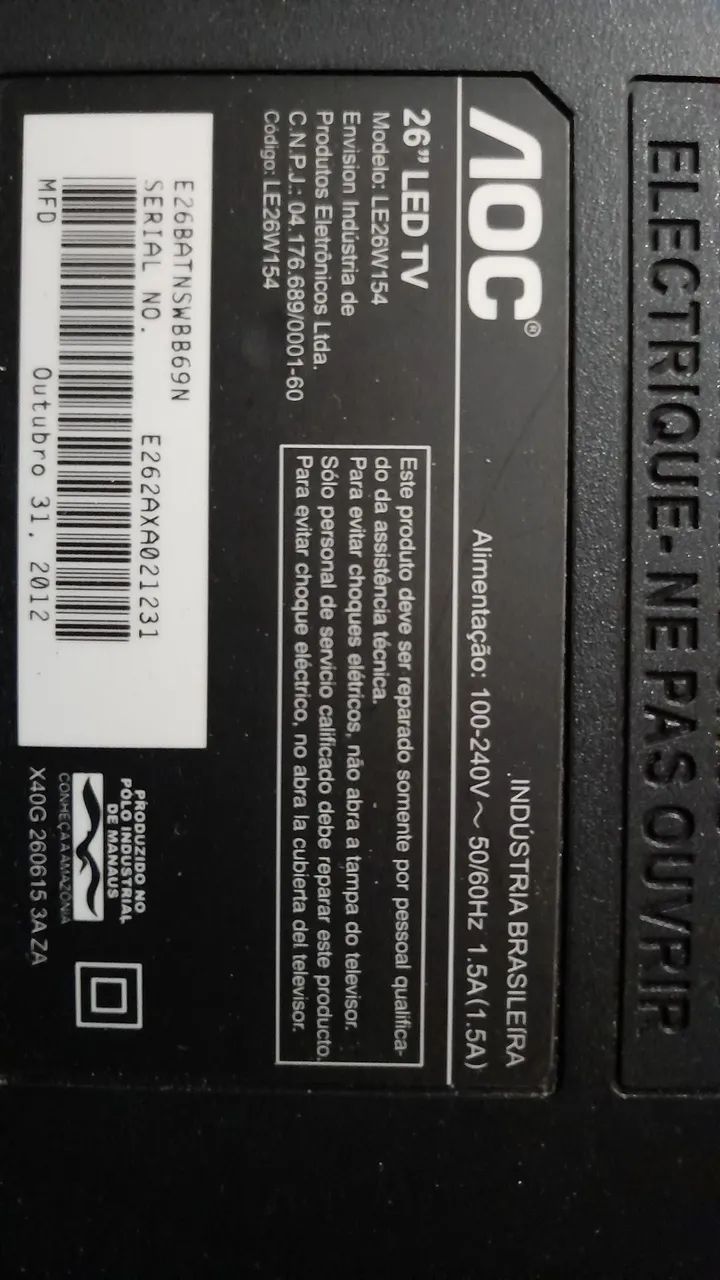 ELECTRIQUE- NE PAS OUVRIR
AOC®
INDÚSTRIA BRASILEIRA
Alimentação: 100-240V ~ 50/60Hz 1.5A(1.5A)
26” LED TV
Modelo: LE26W154
Envision Indústria de
Produtos Eletrônicos Ltda.
C.N.P.J.: 04.176.689/0001-60
Código: LE26W154
Este produto deve ser reparado somente por pessoal qualifica-
do da assistência técnica.
Para evitar choques elétricos, não abra a tampa do televisor.
Sólo personal de servicio calificado debe reparar este producto.
Para evitar choque eléctrico, no abra la cubierta del televisor.
E26BATNSWBB69N
SERIAL NO. E262AXA021231
MFD Outubro 31, 2012
PRODUZIDO NO
PÓLO INDUSTRIAL
DE MANAUS
CONHEÇA A AMAZÔNIA
X40G 260615 3A ZA